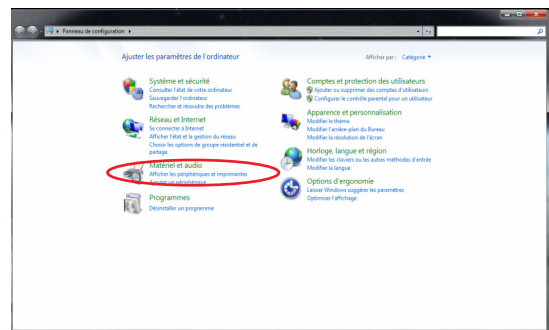 Panneau de configuration
Ajuster les paramètres de l'ordinateur
Afficher par : Catégorie
Système et sécurité
Consulter l'état de votre ordinateur
Sauvegarder l'ordinateur
Rechercher et résoudre des problèmes
Réseau et Internet
Se connecter à Internet
Afficher l'état et la gestion du réseau
Choisir les options de groupe résidentiel et de
partage
Matériel et audio
Afficher les périphériques et imprimantes
Ajouter un périphérique
Programmes
Désinstaller un programme
Comptes et protection des utilisateurs
Ajouter ou supprimer des comptes d'utilisateurs
Configurer le contrôle parental pour un utilisateur
Apparence et personnalisation
Modifier le thème
Modifier l'arrière-plan du Bureau
Modifier la résolution de l'écran
Horloge, langue et région
Modifier les claviers ou les autres méthodes d'entrée
Modifier la langue
Options d'ergonomie
Laisser Windows suggérer les paramètres
Optimiser l'affichage